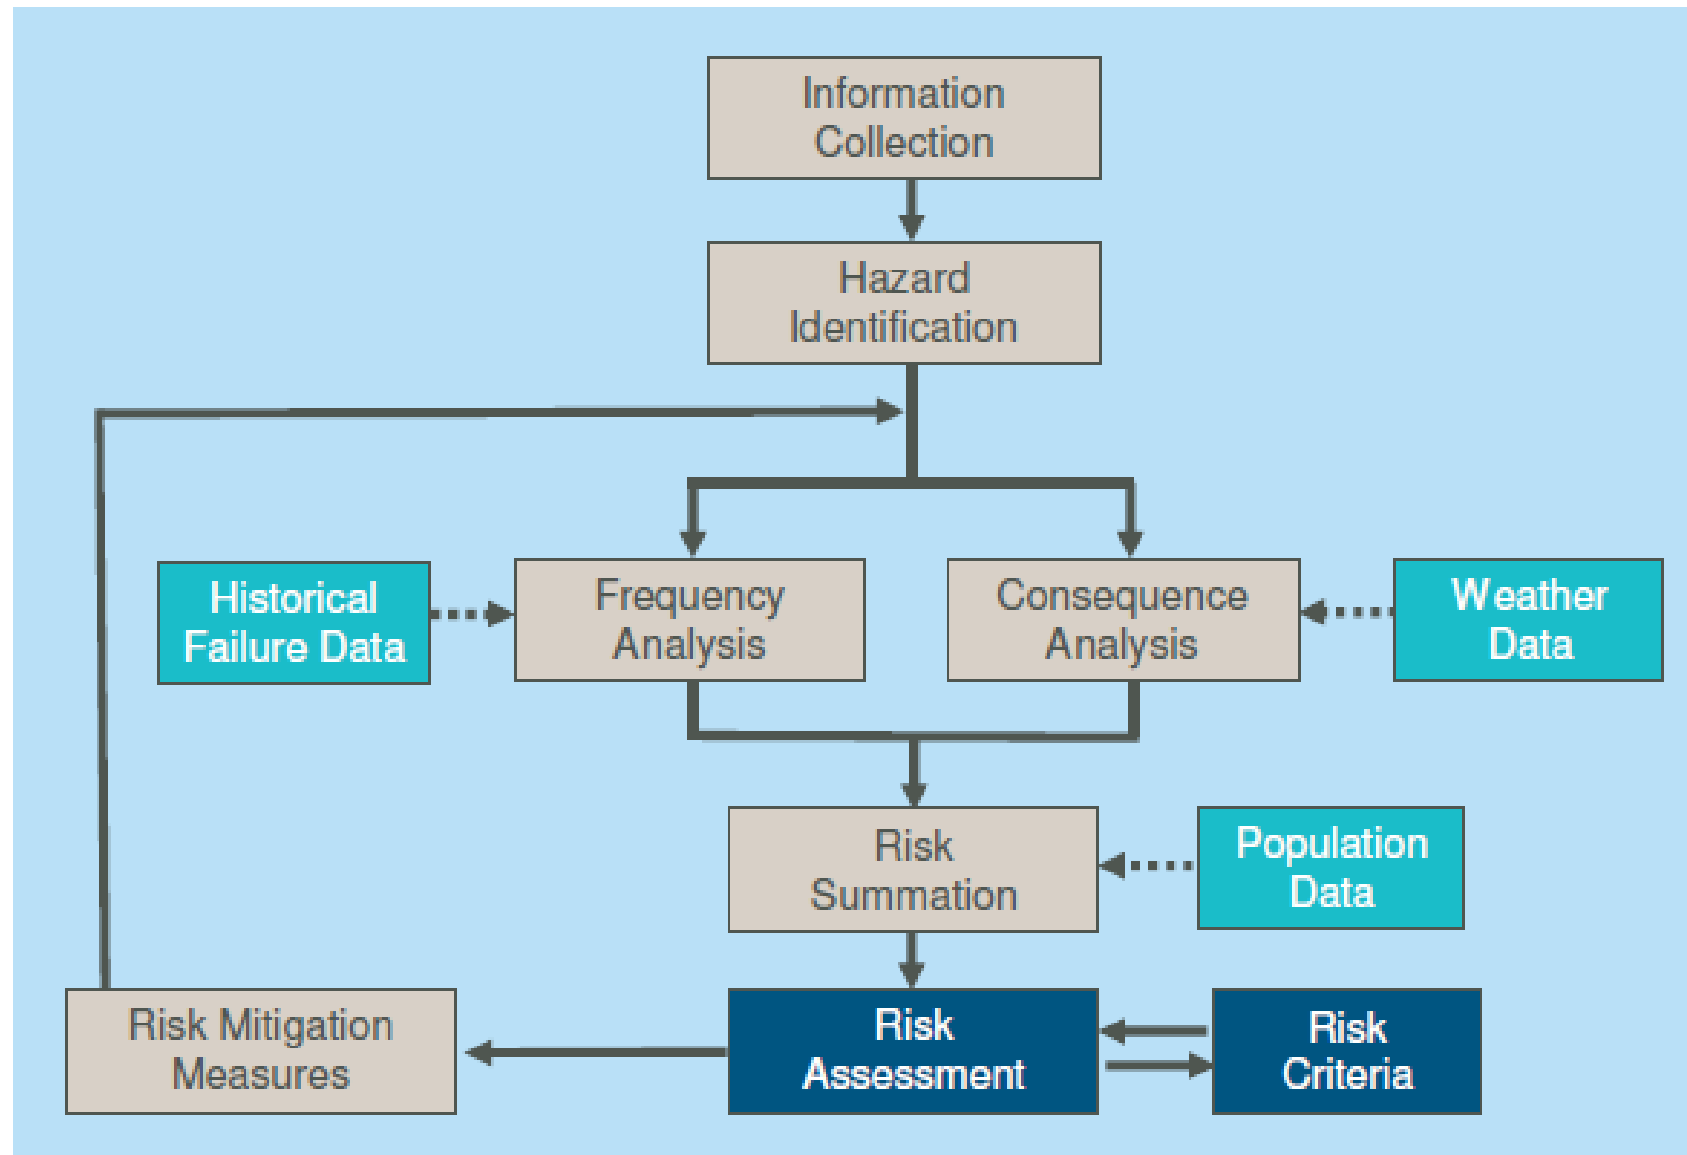 Information
Collection
Hazard
Identification
Historical
Failure Data
Frequency
Analysis
Consequence
Analysis
Weather
Data
Risk
Summation
Population
Data
Risk Mitigation
Measures
Risk
Assessment
Risk
Criteria